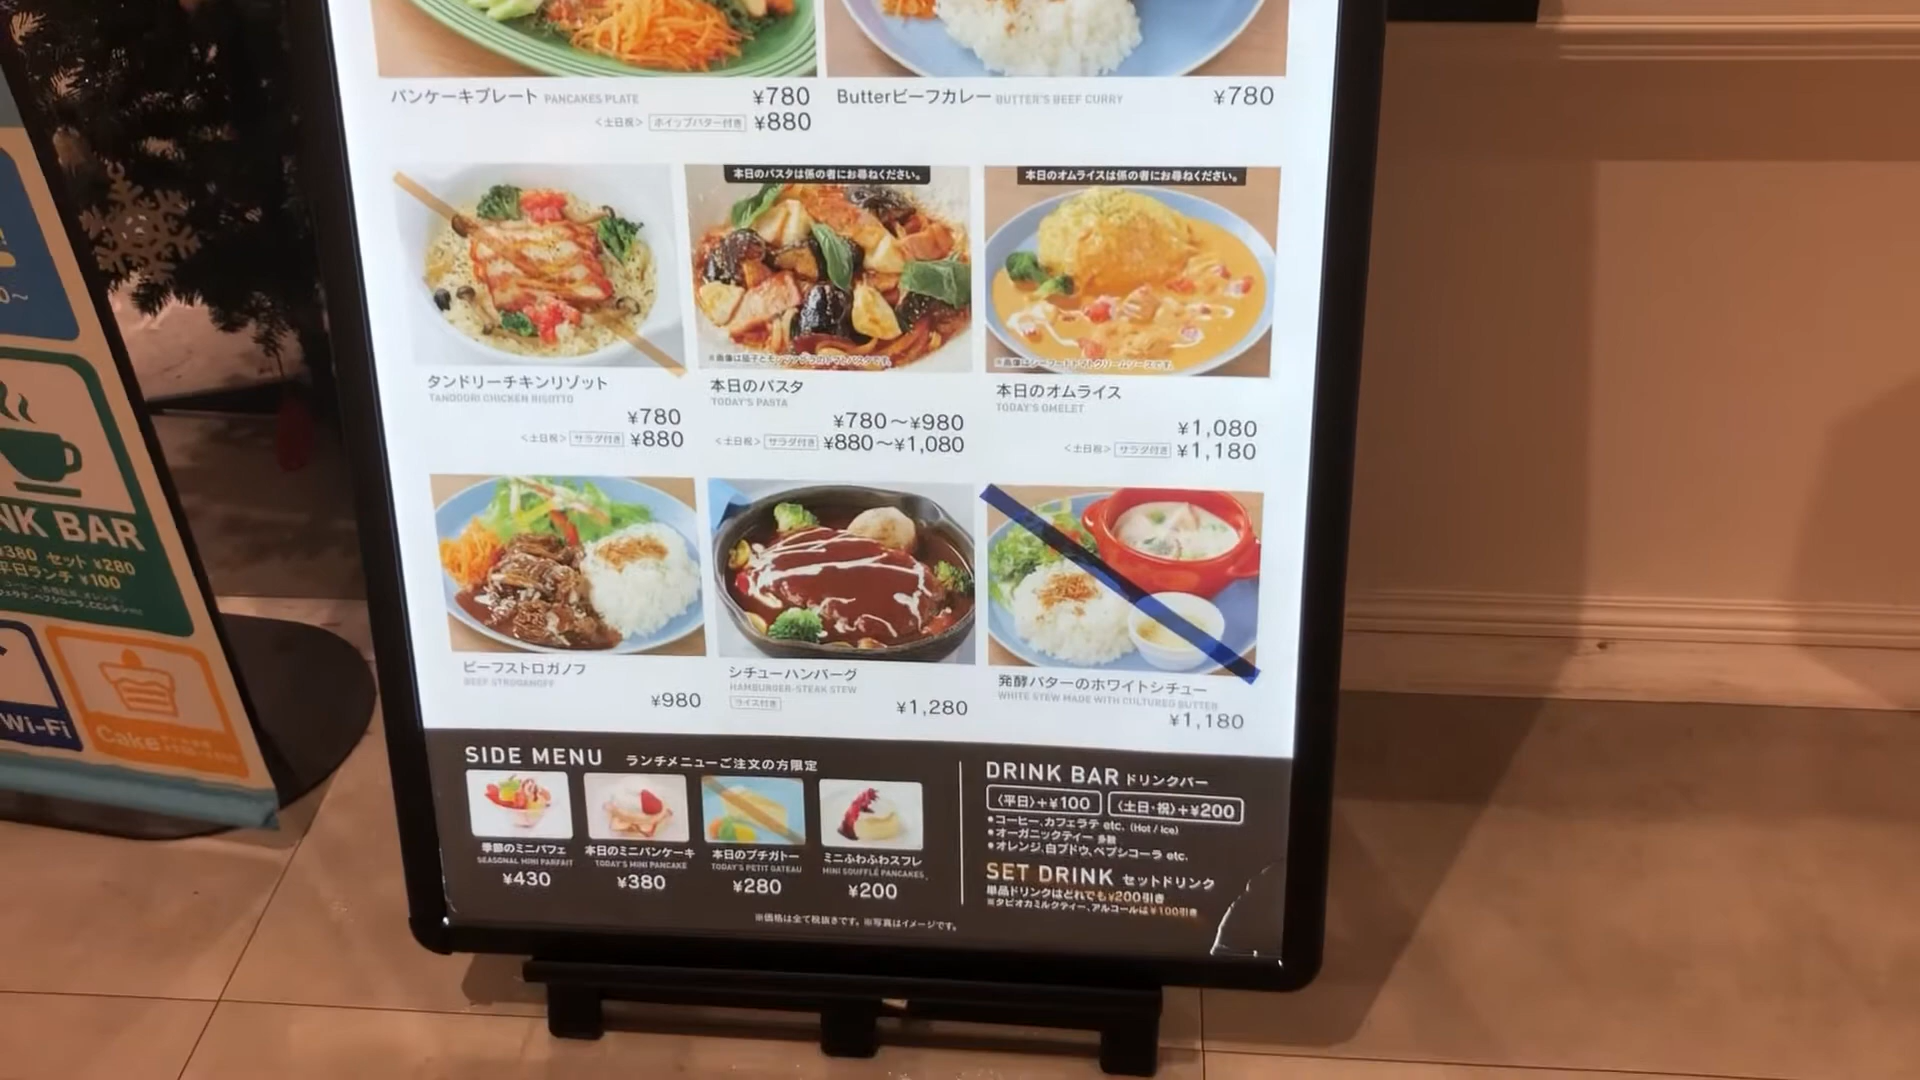 パンケーキプレート PANCAKES PLATE ¥780
<土日祝> ホイップバター付き ¥880
Butterビーフカレー BUTTER'S BEEF CURRY ¥780
本日のパスタは係の者にお尋ねください。
本日のオムライスは係の者にお尋ねください。
タンドリーチキンリゾット
TANDOORI CHICKEN RISOTTO
¥780
<土日祝> サラダ付き ¥880
本日のパスタ
TODAY'S PASTA
¥780～¥980
<土日祝> サラダ付き ¥880～¥1,080
本日のオムライス
TODAY'S OMELET
¥1,080
<土日祝> サラダ付き ¥1,180
ビーフストロガノフ
BEEF STROGANOFF
¥980
シチューハンバーグ
HAMBURGER-STEAK STEW
ライス付き
¥1,280
発酵バターのホワイトシチュー
WHITE STEW MADE WITH CULTURED BUTTER
¥1,180
SIDE MENU ランチメニューご注文の方限定
季節のミニパフェ
SEASONAL MINI PARFAIT
¥430
本日のミニパンケーキ
TODAY'S MINI PANCAKE
¥380
本日のプチガトー
TODAY'S PETIT GATEAU
¥280
ミニふわふわスフレ
MINI SOUFFLÉ PANCAKES
¥200
DRINK BAR ドリンクバー
〈平日〉+¥100 〈土日・祝〉+¥200
•コーヒー、カフェラテ etc. (Hot / Ice)
•オーガニックティー 多種
•オレンジ、白ブドウ、ペプシコーラ etc.
SET DRINK セットドリンク
単品ドリンクはどれでも¥200引き
※タピオカミルクティー、アルコールは¥100引き
※価格は全て税抜きです。※写真はイメージです。
NK BAR
¥380 セット ¥280
平日ランチ ¥100
Wi-Fi
Cake